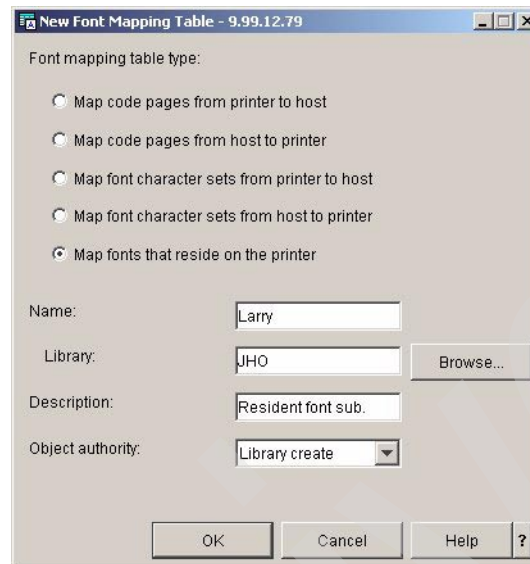 New Font Mapping Table - 9.99.12.79
Font mapping table type:
Map code pages from printer to host
Map code pages from host to printer
Map font character sets from printer to host
Map font character sets from host to printer
Map fonts that reside on the printer
Name: Larry
Library: JHO Browse...
Description: Resident font sub.
Object authority: Library create
OK Cancel Help ?